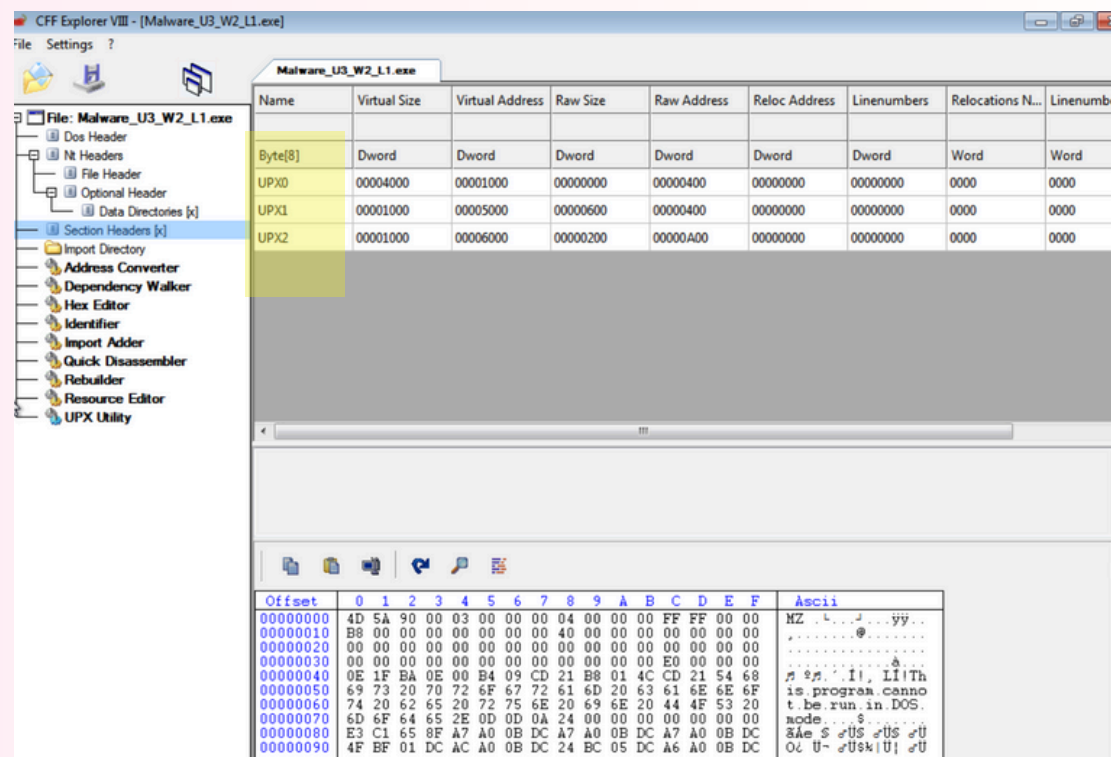 CFF Explorer VIII - [Malware_U3_W2_L1.exe]
File Settings ?
Malware_U3_W2_L1.exe
File: Malware_U3_W2_L1.exe
Dos Header
Nt Headers
File Header
Optional Header
Data Directories [x]
Section Headers [x]
Import Directory
Address Converter
Dependency Walker
Hex Editor
Identifier
Import Adder
Quick Disassembler
Rebuilder
Resource Editor
UPX Utility
Name Virtual Size Virtual Address Raw Size Raw Address Reloc Address Linenumbers Relocations N... Linenumb
Byte[8] Dword Dword Dword Dword Dword Dword Word Word
UPX0 00004000 00001000 00000000 00000400 00000000 00000000 0000 0000
UPX1 00001000 00005000 00000600 00000400 00000000 00000000 0000 0000
UPX2 00001000 00006000 00000200 00000A00 00000000 00000000 0000 0000
Offset 0 1 2 3 4 5 6 7 8 9 A B C D E F Ascii
00000000 4D 5A 90 00 03 00 00 00 04 00 00 00 FF FF 00 00 MZ
00000010 B8 00 00 00 00 00 00 00 40 00 00 00 00 00 00 00 ,.......@.......
00000020 00 00 00 00 00 00 00 00 00 00 00 00 00 00 00 00 ................
00000030 00 00 00 00 00 00 00 00 00 00 00 00 E0 00 00 00 ............à...
00000040 0E 1F BA 0E 00 B4 09 CD 21 B8 01 4C CD 21 54 68 LÍ!Th
00000050 69 73 20 70 72 6F 67 72 61 6D 20 63 61 6E 6E 6F is.program.canno
00000060 74 20 62 65 20 72 75 6E 20 69 6E 20 44 4F 53 20 t.be.run.in.DOS.
00000070 6D 6F 64 65 2E 0D 0D 0A 24 00 00 00 00 00 00 00 mode....$.......
00000080 E3 C1 65 8F A7 A0 0B DC A7 A0 0B DC A7 A0 0B DC
00000090 4F BF 01 DC AC A0 0B DC 24 BC 05 DC A6 A0 0B DC